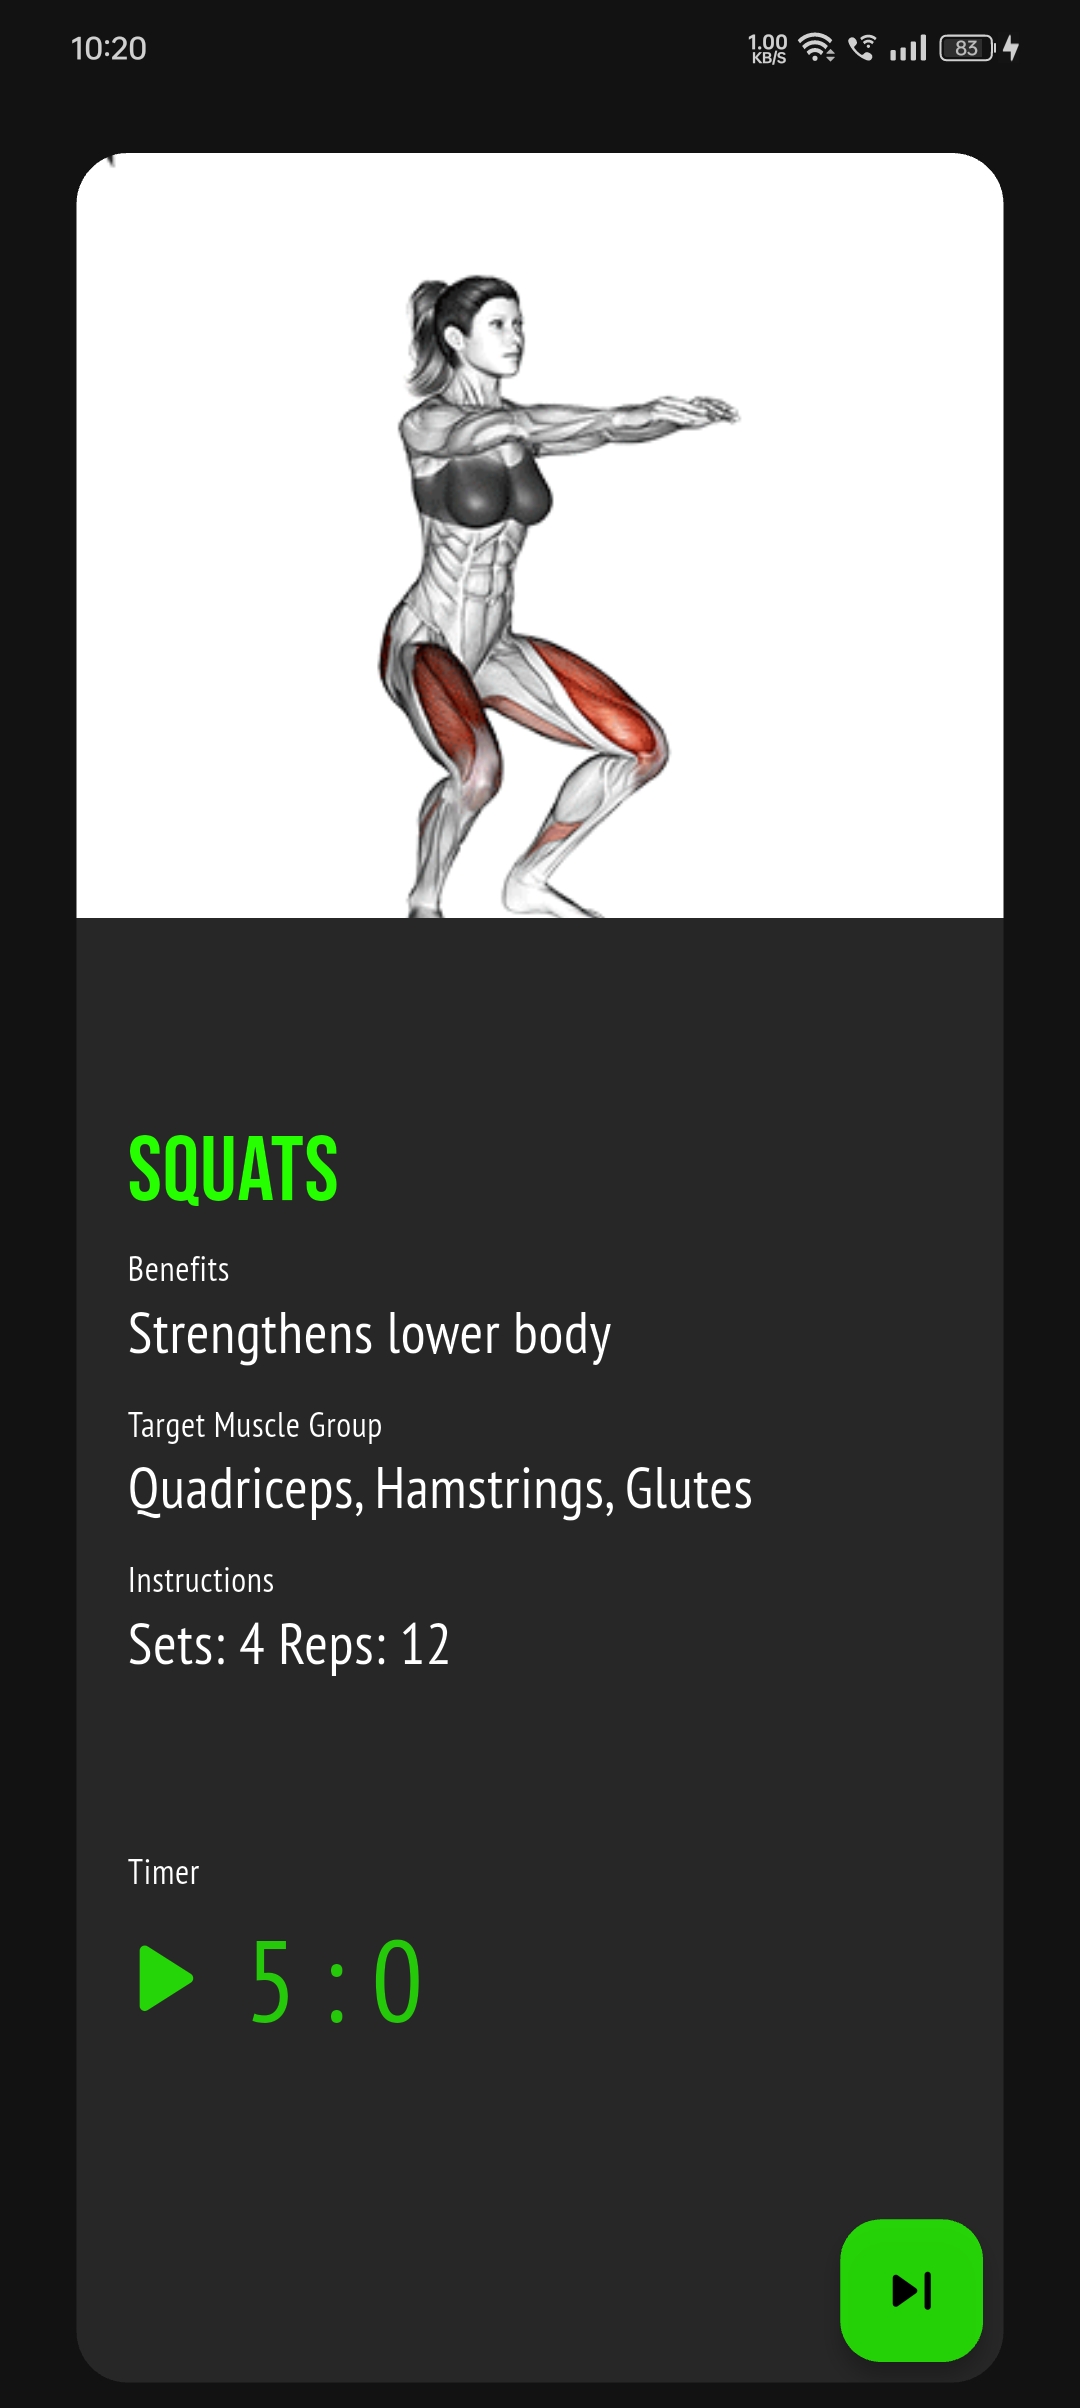 10:20
1.00
KB/S
83
SQUATS
Benefits
Strengthens lower body
Target Muscle Group
Quadriceps, Hamstrings, Glutes
Instructions
Sets: 4 Reps: 12
Timer
5 : 0